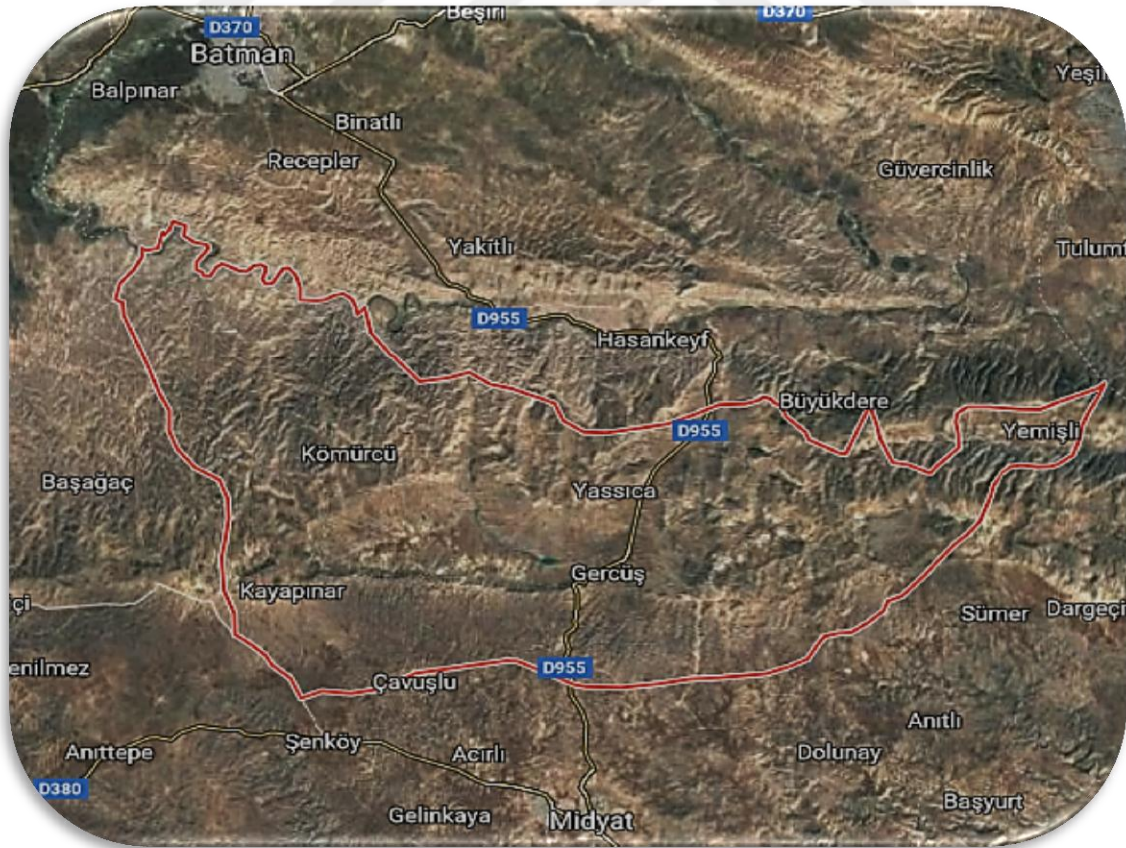 Beşiri
D370
D370
Batman
Yeşil
Balpınar
Binatlı
Recepler
Güvercinlik
Yakıtlı
Tulum
D955
Hasankeyf
Büyükdere
D955
Yemişli
Kömürcü
Başağaç
Yassıca
Gercüş
Kayapınar
çi
Sümer
Dargeçi
enilmez
D955
Çavuşlu
Anıtlı
Şenköy
Anıttepe
Acırlı
Dolunay
D380
Başyurt
Gelinkaya
Midyat